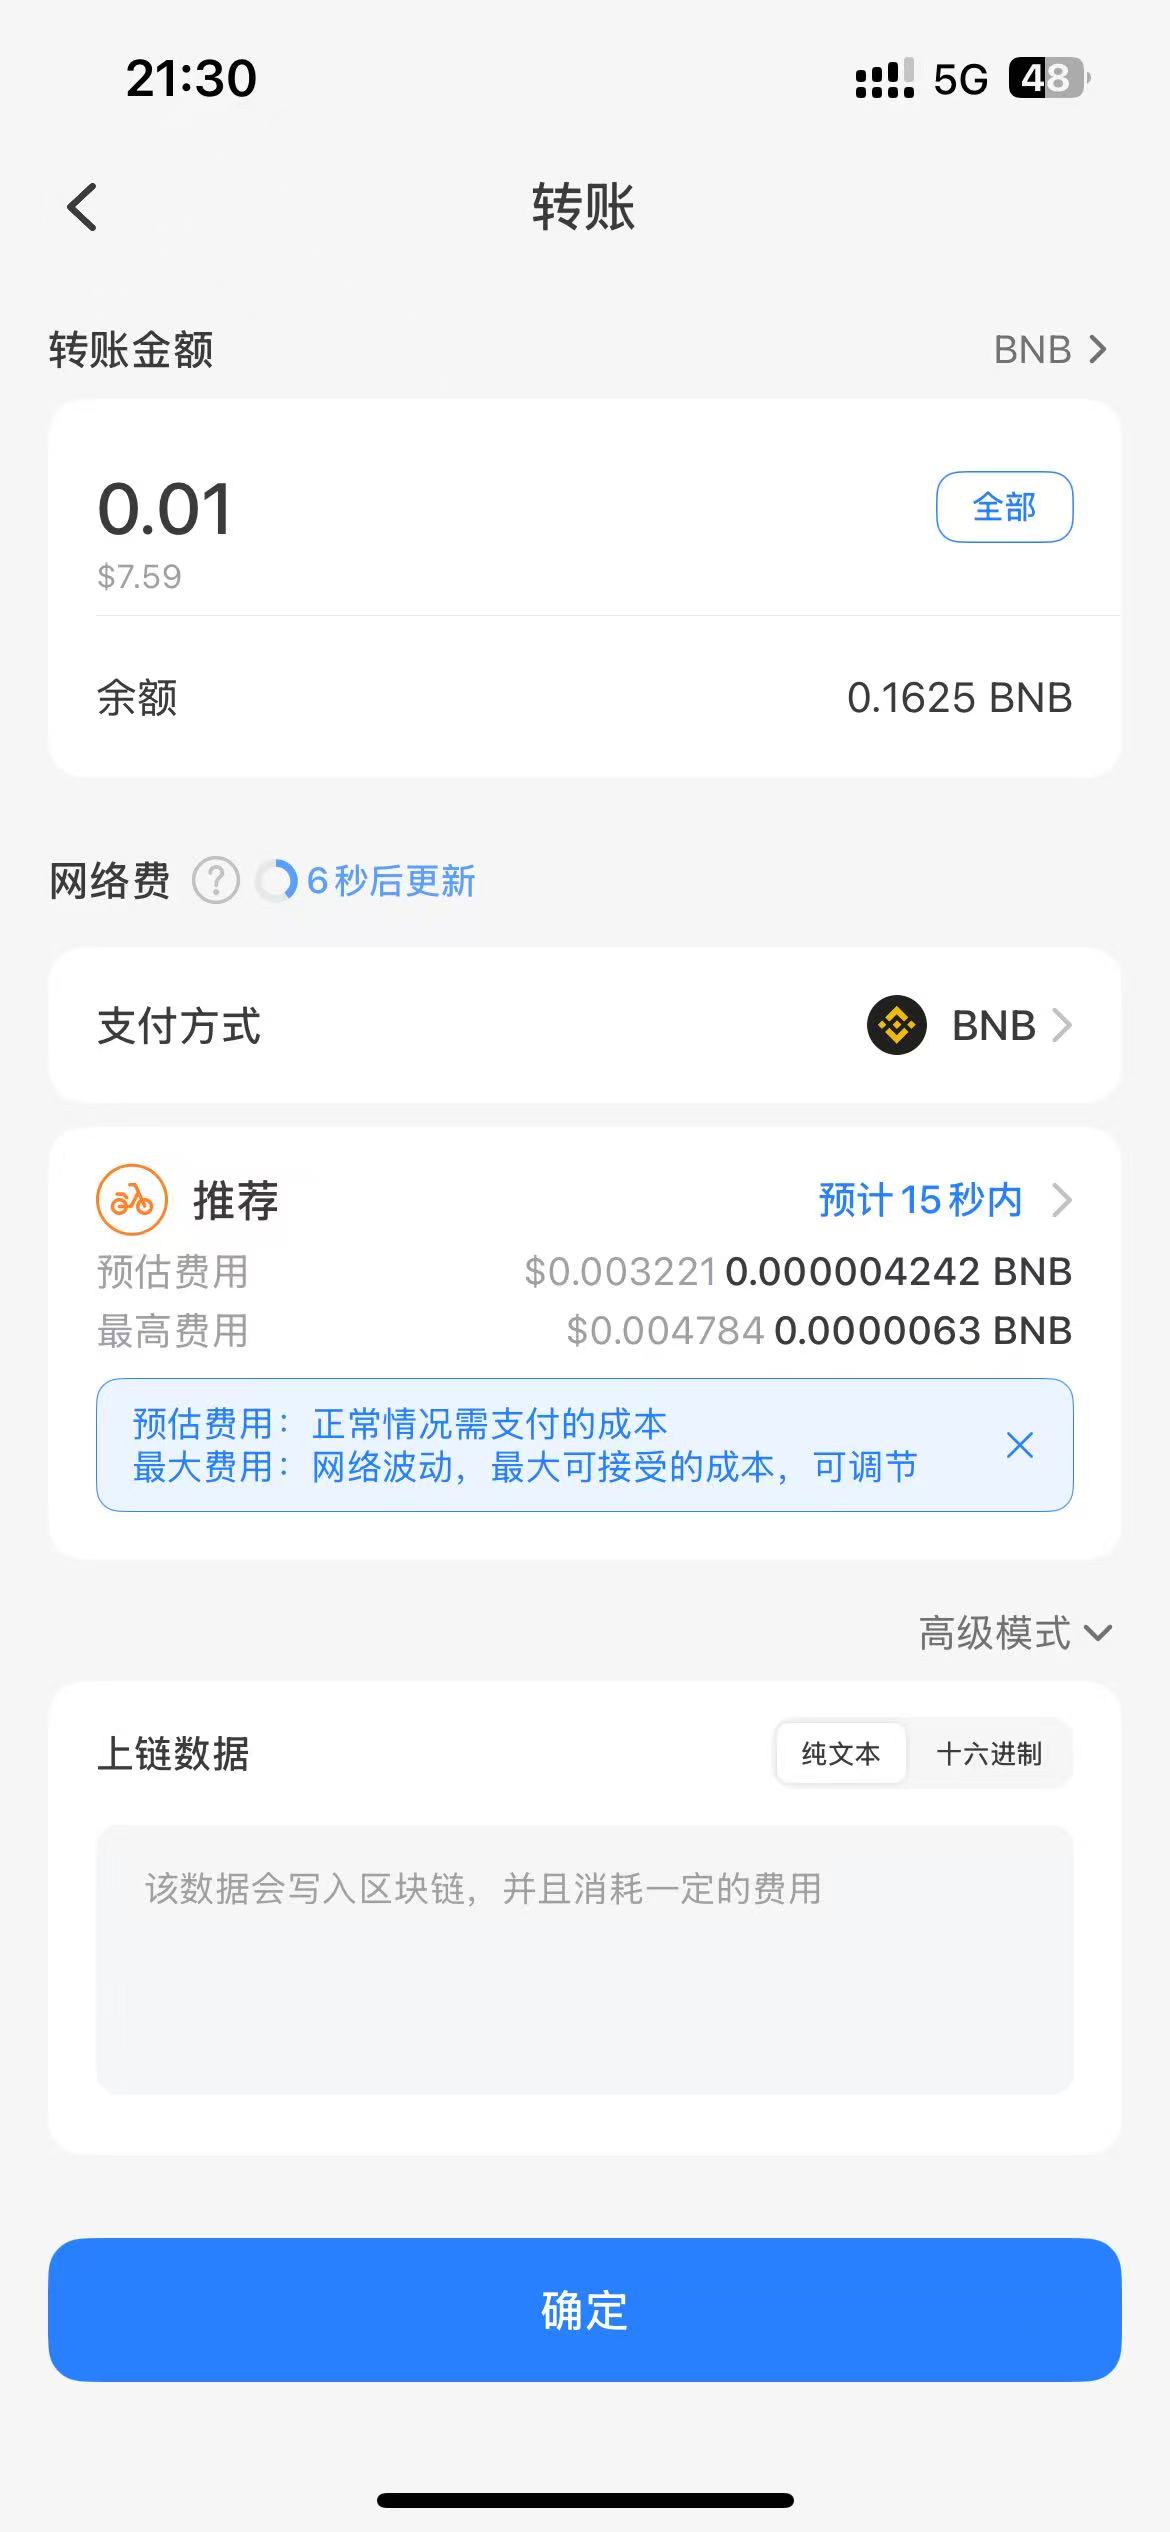 21:30
5G 48
转账
转账金额
BNB
0.01
全部
$7.59
余额
0.1625 BNB
网络费 ? 6 秒后更新
支付方式
BNB
推荐
预计 15 秒内
预估费用
$0.003221 0.000004242 BNB
最高费用
$0.004784 0.0000063 BNB
预估费用：正常情况需支付的成本
最大费用：网络波动，最大可接受的成本，可调节
高级模式
上链数据
纯文本
十六进制
该数据会写入区块链，并且消耗一定的费用
确定